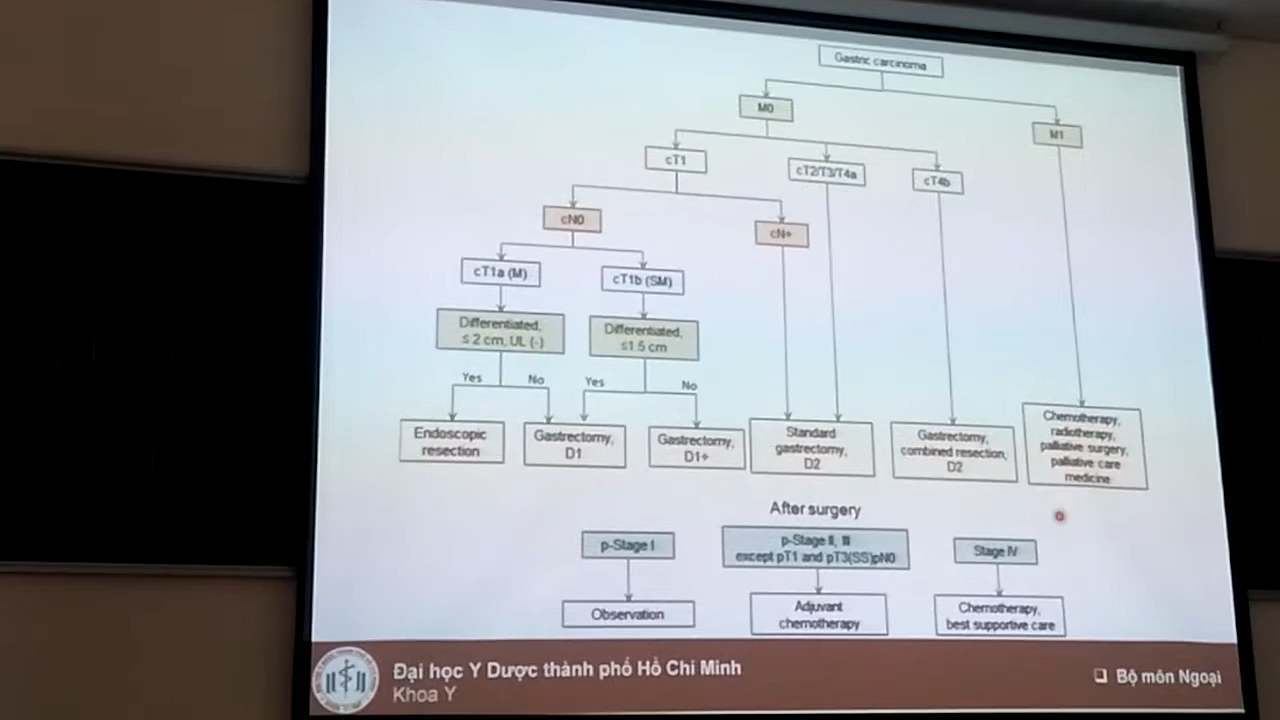 Gastric carcinoma
M0
M1
cT1
cT2/T3/T4a
cT4b
cN0
cN+
cT1a (M)
cT1b (SM)
Differentiated,
≤ 2 cm, UL (-)
Differentiated,
≤1.5 cm
Yes
No
Yes
No
Endoscopic
resection
Gastrectomy,
D1
Gastrectomy,
D1+
Standard
gastrectomy,
D2
Gastrectomy,
combined resection,
D2
Chemotherapy,
radiotherapy,
palliative surgery,
palliative care
medicine
After surgery
p-Stage I
p-Stage II, III
except pT1 and pT3(SS)pN0
Stage IV
Observation
Adjuvant
chemotherapy
Chemotherapy,
best supportive care
Đại học Y Dược thành phố Hồ Chí Minh
Khoa Y
❑ Bộ môn Ngoại